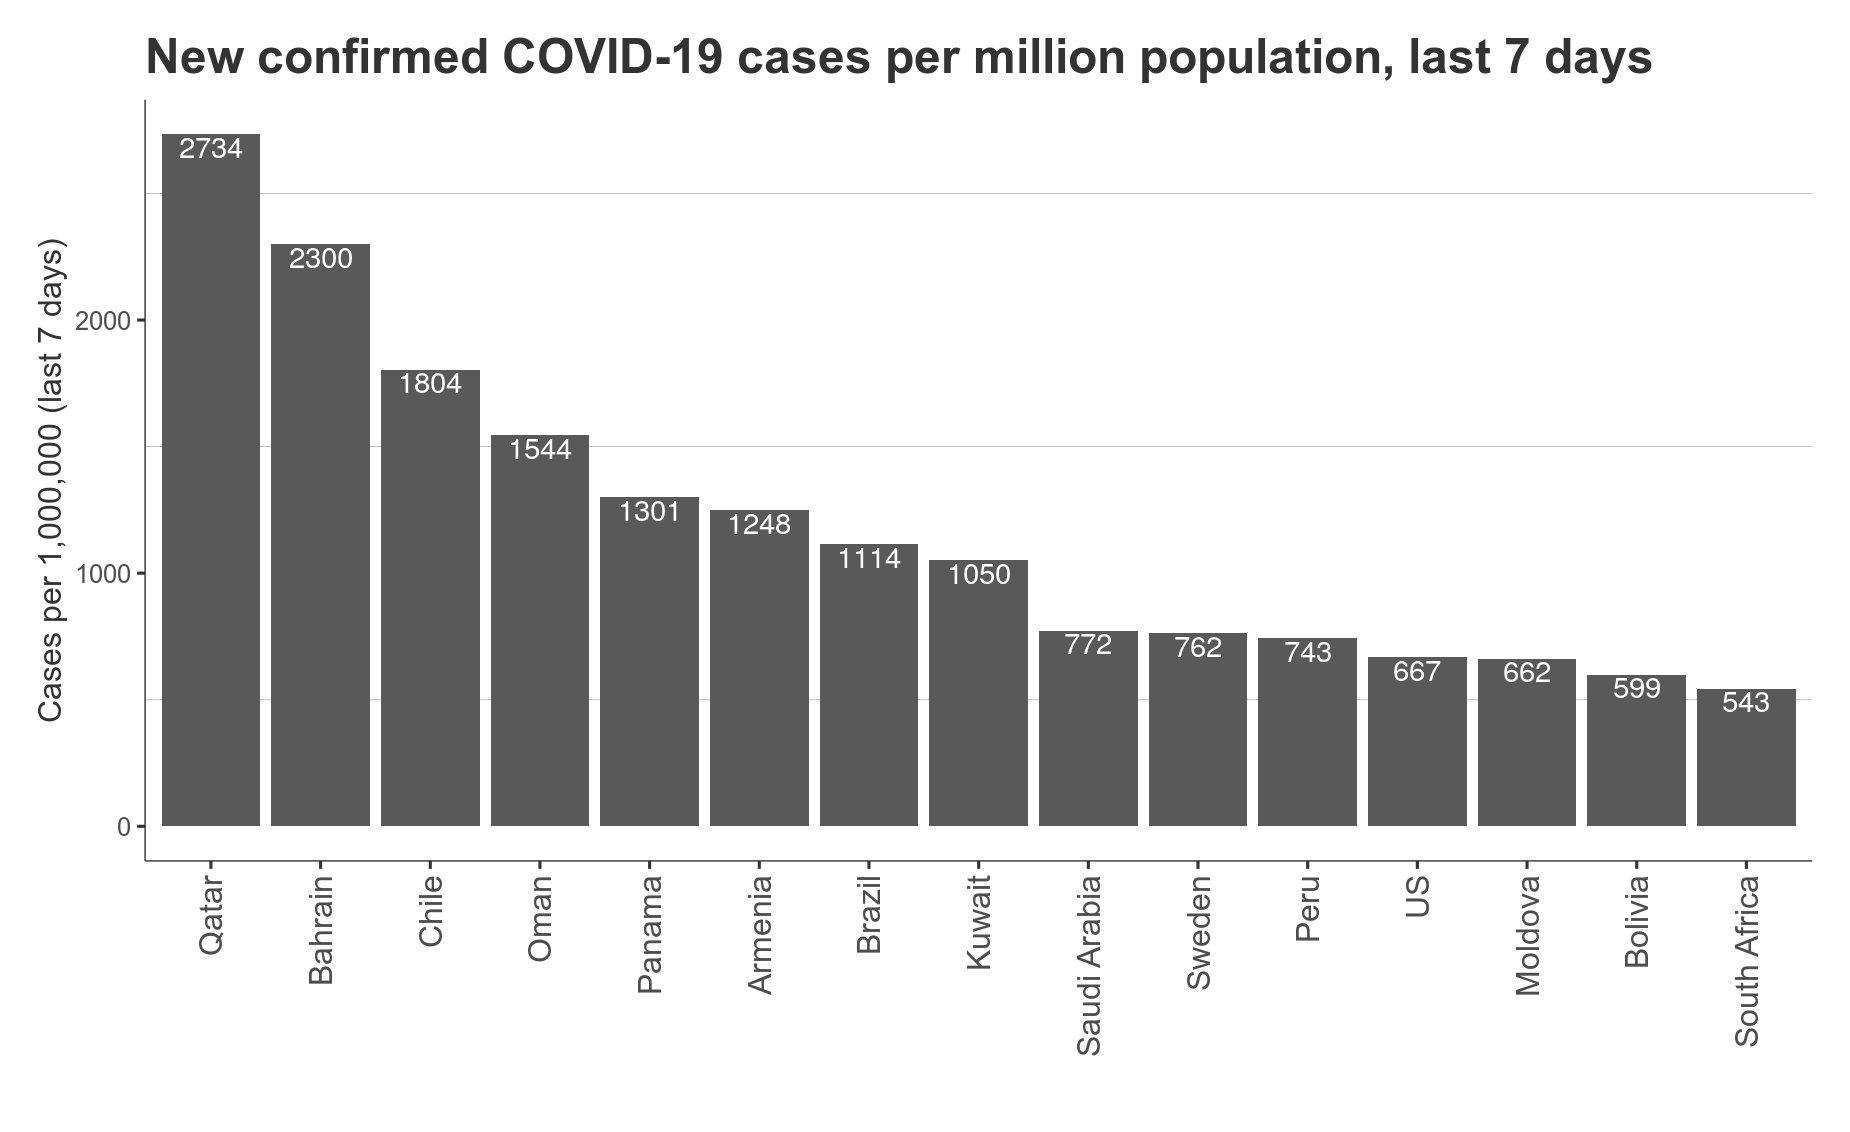 New confirmed COVID-19 cases per million population, last 7 days
Cases per 1,000,000 (last 7 days)
2000
1000
0
2734
2300
1804
1544
1301
1248
1114
1050
772
762
743
667
662
599
543
Qatar
Bahrain
Chile
Oman
Panama
Armenia
Brazil
Kuwait
Saudi Arabia
Sweden
Peru
US
Moldova
Bolivia
South Africa